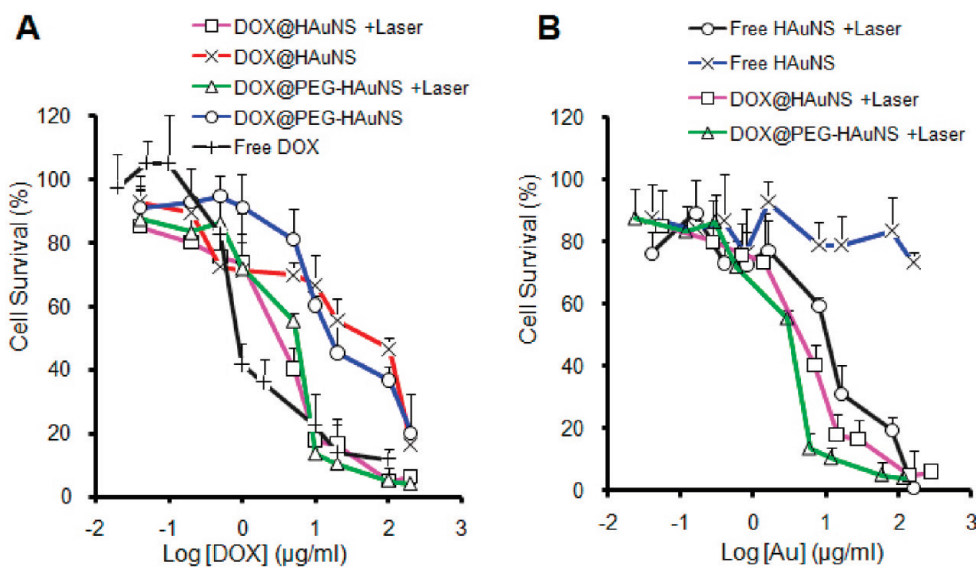 A
DOX@HAuNS +Laser
DOX@HAuNS
DOX@PEG-HAuNS +Laser
DOX@PEG-HAuNS
Free DOX
120
100
80
60
40
20
0
Cell Survival (%)
-2 -1 0 1 2 3
Log [DOX] (µg/ml)
B
Free HAuNS +Laser
Free HAuNS
DOX@HAuNS +Laser
DOX@PEG-HAuNS +Laser
120
100
80
60
40
20
0
Cell Survival (%)
-2 -1 0 1 2 3
Log [Au] (µg/ml)